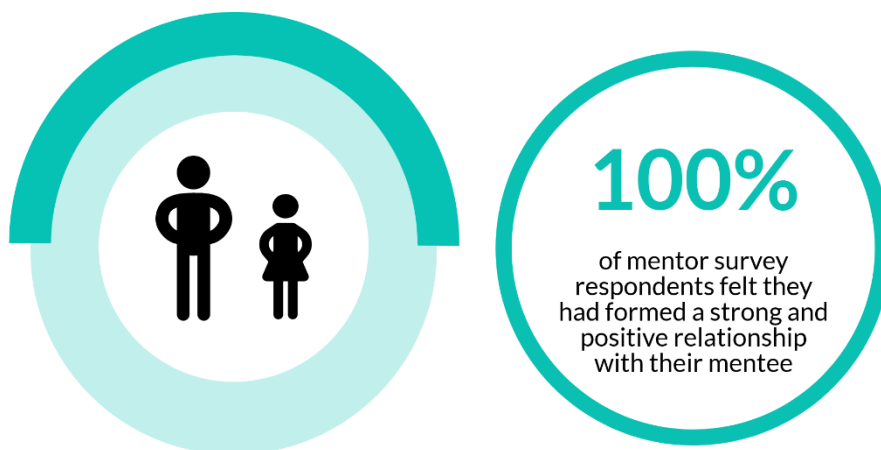 100%
of mentor survey
respondents felt they
had formed a strong and
positive relationship
with their mentee